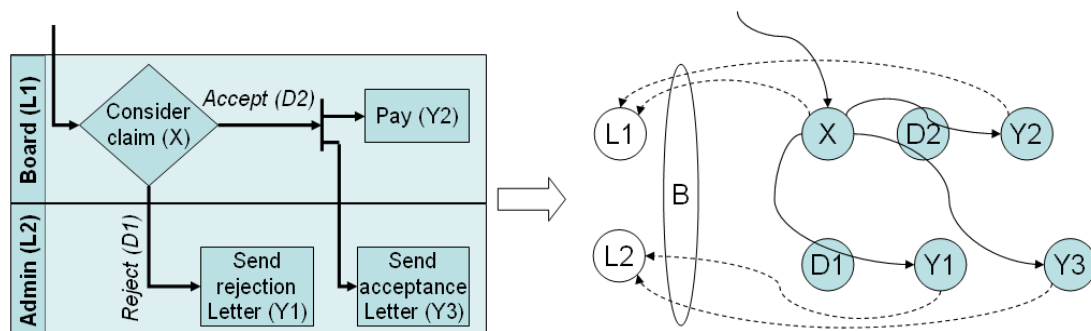 Board (L1)
Consider
claim (X)
Accept (D2)
Pay (Y2)
Admin (L2)
Reject (D1)
Send
rejection
Letter (Y1)
Send
acceptance
Letter (Y3)
L1
B
X
D2
Y2
L2
D1
Y1
Y3